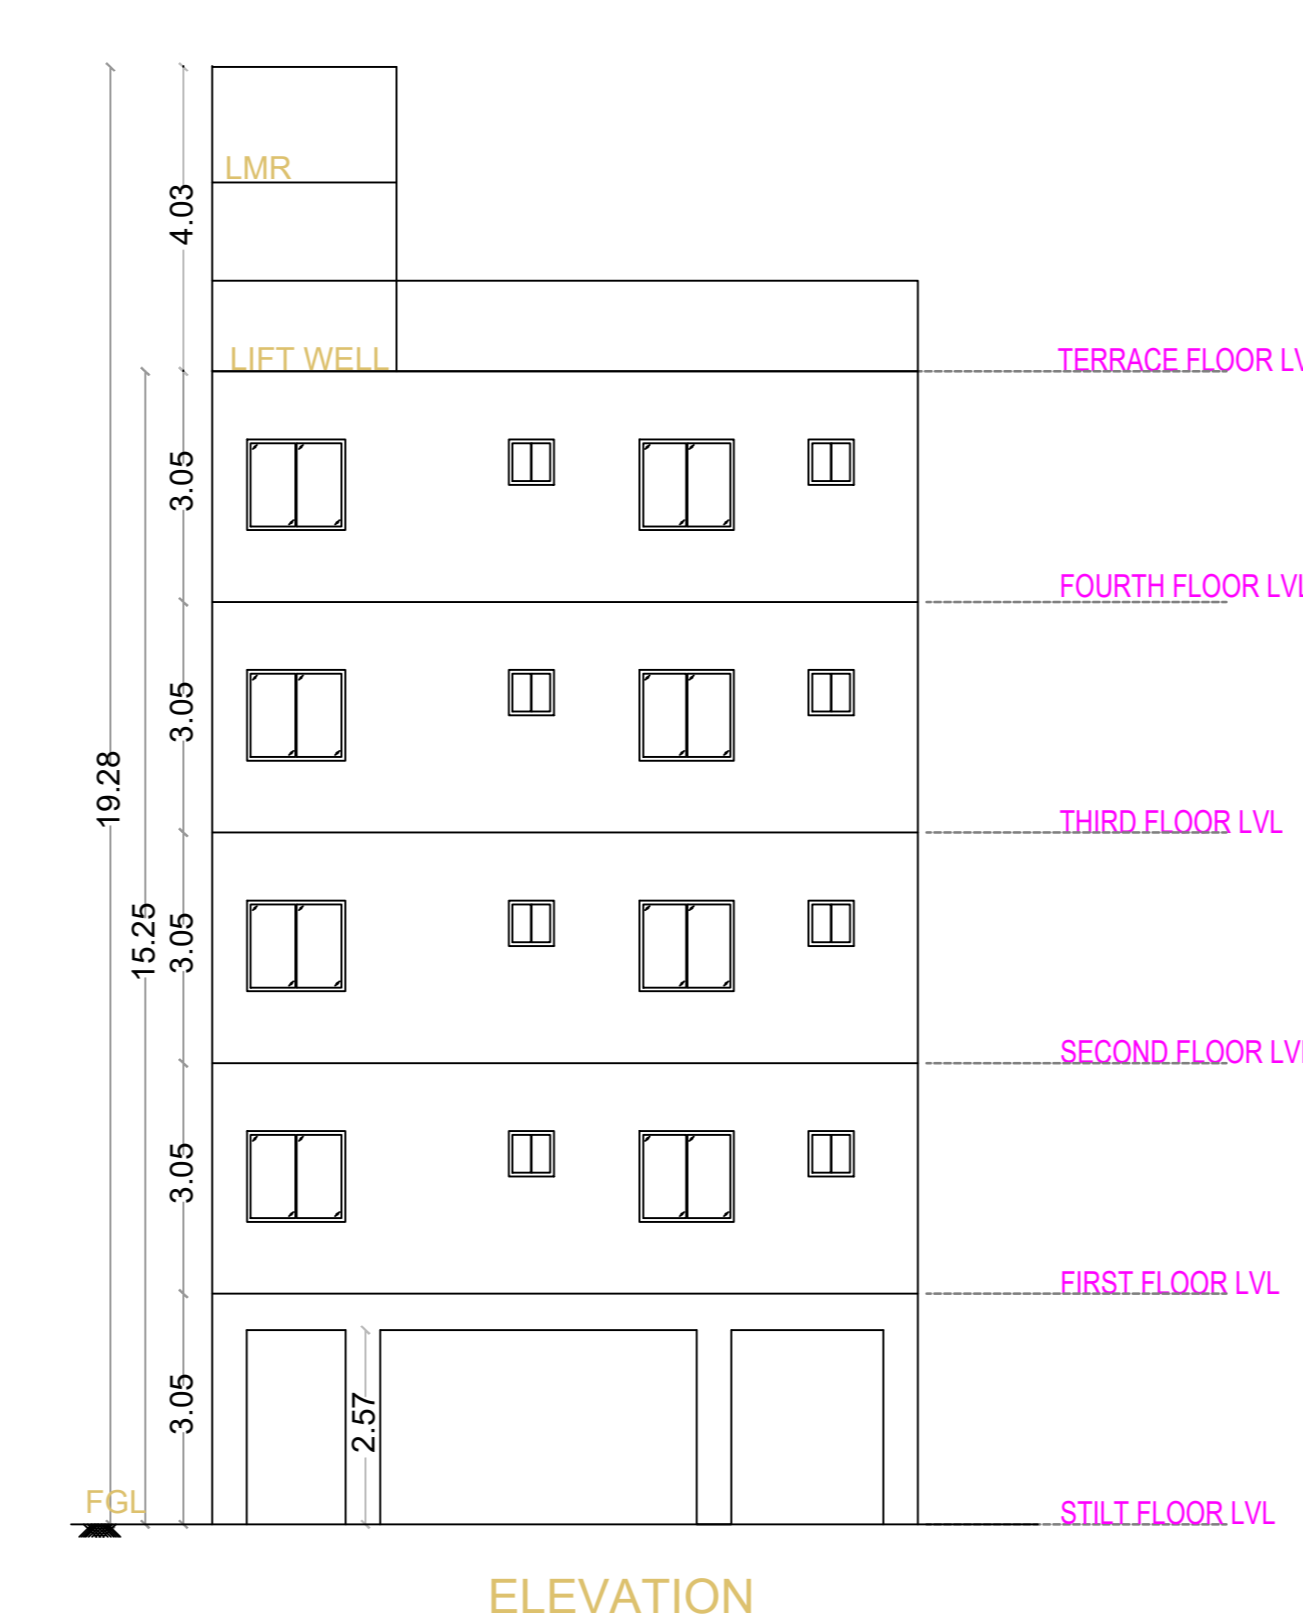 LMR
4.03
LIFT WELL
TERRACE FLOOR LV
3.05
FOURTH FLOOR LVL
3.05
19.28
THIRD FLOOR LVL
15.25
3.05
SECOND FLOOR LVL
3.05
FIRST FLOOR LVL
3.05
2.57
FGL
STILT FLOOR LVL
ELEVATION